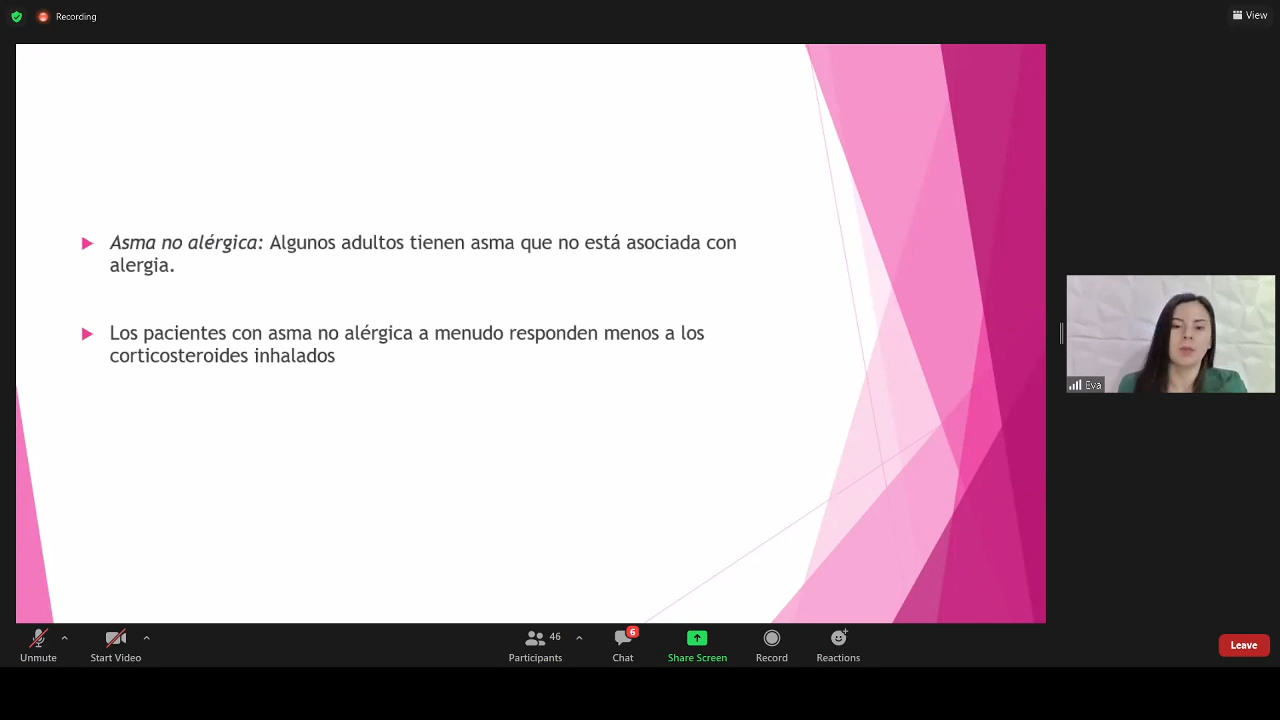 Recording
View
Asma no alérgica: Algunos adultos tienen asma que no está asociada con
alergia.
Los pacientes con asma no alérgica a menudo responden menos a los
corticosteroides inhalados
Eva
46
6
Unmute
Start Video
Participants
Chat
Share Screen
Record
Reactions
Leave